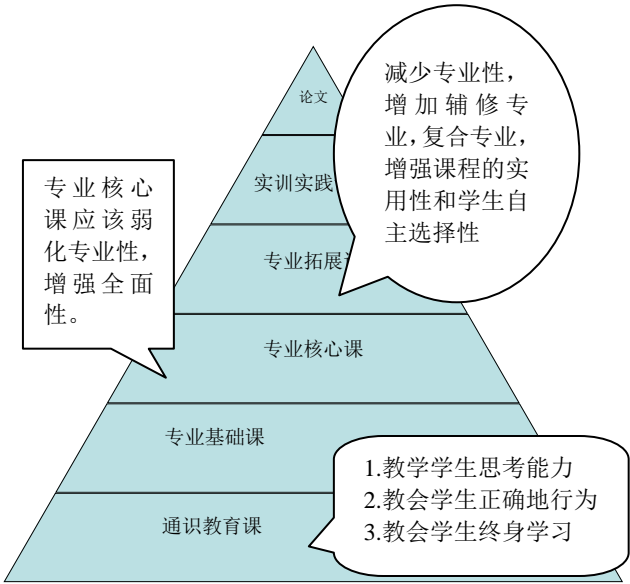 论文
减少专业性，
增加辅修专
业，复合专业，
增强课程的实
用性和学生自
主选择性
专业核心
课应该弱
化专业性，
增强全面
性。
实训实践
专业拓展
专业核心课
专业基础课
1.教学学生思考能力
2.教会学生正确地行为
3.教会学生终身学习
通识教育课